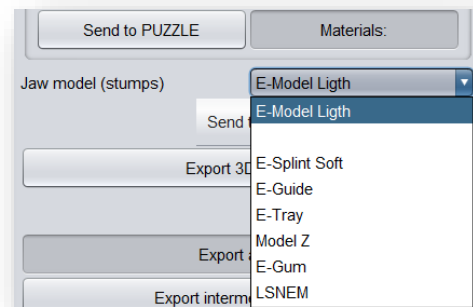 Send to PUZZLE Materials:
Jaw model (stumps) E-Model Ligth
E-Model Ligth
Send
Export 3D
E-Splint Soft
E-Guide
E-Tray
Model Z
Export
E-Gum
Export
LSNEM